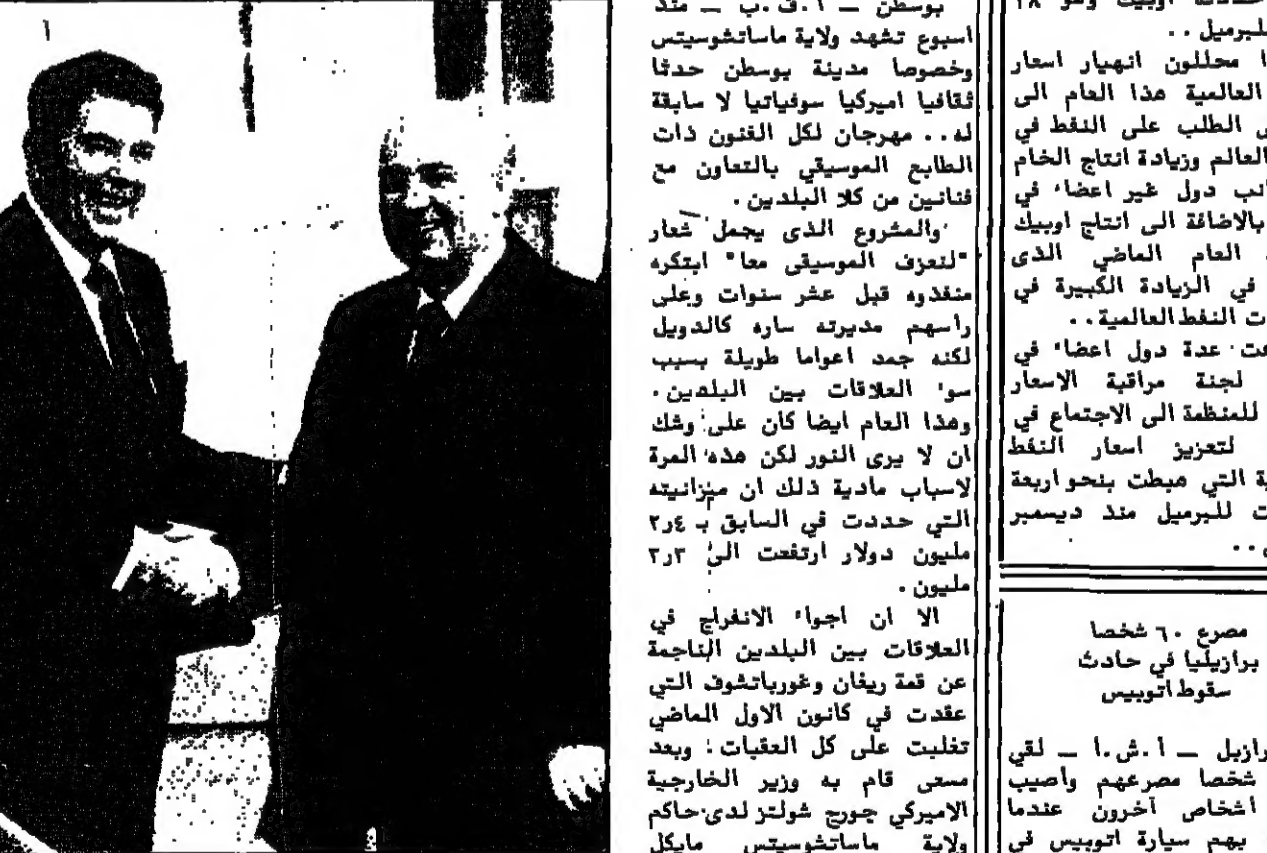 للبرميل ..
محللون انهيار اسعار
العالمية هذا العام الى
الطلب على النفط في
العالم وزيادة انتاج الخام
دول غير اعضاء في
بالاضافة الى انتاج اوبيك
العام الماضي الذى
في الزيادة الكبيرة في
النفط العالمية ..
عدة دول اعضاء في
لجنة مراقبة الاسعار
للمنظمة الى الاجتماع في
لتعزيز اسعار النفط
التي هبطت بنحو اربعة
للبرميل منذ ديسمبر
مصرع ٦٠ شخصا
برازيليا في حادث
سقوط اتوبيس
ـ أ.ش.ا ـ لقي
شخصا مصرعهم وأصيب
أشخاص آخرون عندما
بهم سيارة اتوبيس في
بوسطن ـ ا.ف.ب ـ منذ
اسبوع تشهد ولاية ماساتشوسيتس
وخصوصا مدينة بوسطن حدثا
ثقافيا اميركيا سوفياتيا لا سابقة
له .. مهرجان لكل الفنون ذات
الطابع الموسيقي بالتعاون مع
فنانين من كلا البلدين .
والمشروع الذى يحمل شعار
"لنعزف الموسيقى معا" ابتكره
منفذوه قبل عشر سنوات وعلى
رأسهم مديرته ساره كالدويل
لكنه جمد اعواما طويلة بسبب
سوء العلاقات بين البلدين .
وهذا العام ايضا كان على وشك
ان لا يرى النور لكن هذه المرة
لاسباب مادية ذلك ان ميزانيته
التي حددت في السابق بـ ٢٫٤
مليون دولار ارتفعت الى ٣٫٣
مليون .
الا ان اجواء الانفراج في
العلاقات بين البلدين الناجمة
عن قمة ريغان وغورباتشوف التي
عقدت في كانون الاول الماضي
تغلبت على كل العقبات . وبعد
مسعى قام به وزير الخارجية
الاميركي جورج شولتز لدى حاكم
ولاية ماساتشوسيتس مايكل
١